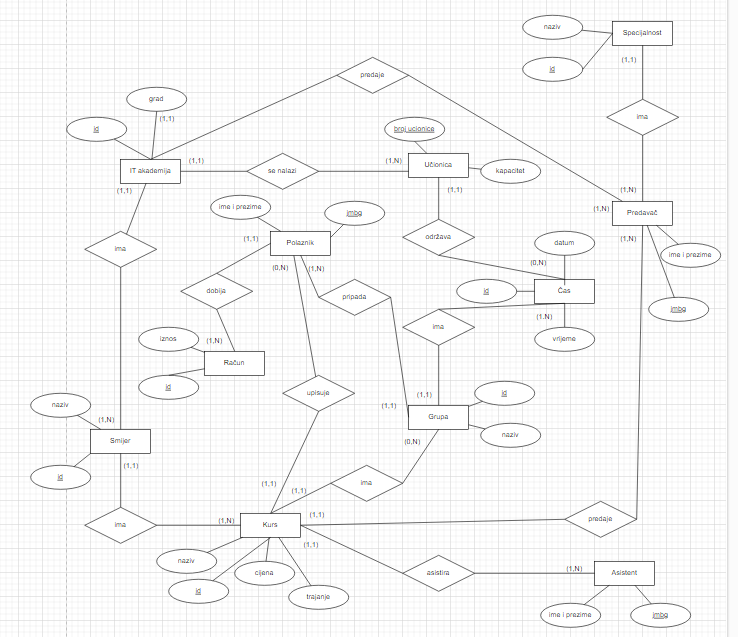 naziv
Specijalnost
id
(1,1)
predaje
grad
(1,1)
id
broj ucionice
ima
IT akademija
(1,1)
se nalazi
(1,N)
Učionica
kapacitet
(1,1)
(1,1)
(1,N)
ime i prezime
jmbg
(1,N)
Predavač
(1,1)
Polaznik
održava
datum
(1,N)
ima
ime i prezime
(0,N)
(1,N)
(0,N)
dobija
pripada
id
Čas
jmbg
(1,N)
ima
iznos
(1,N)
vrijeme
Račun
id
upisuje
(1,1)
id
naziv
(1,1)
Grupa
(1,N)
naziv
Smijer
(0,N)
(1,1)
id
(1,1)
(1,1)
ima
ima
(1,N)
Kurs
(1,1)
predaje
(1,1)
naziv
cijena
asistira
(1,N)
Asistent
id
trajanje
ime i prezime
jmbg